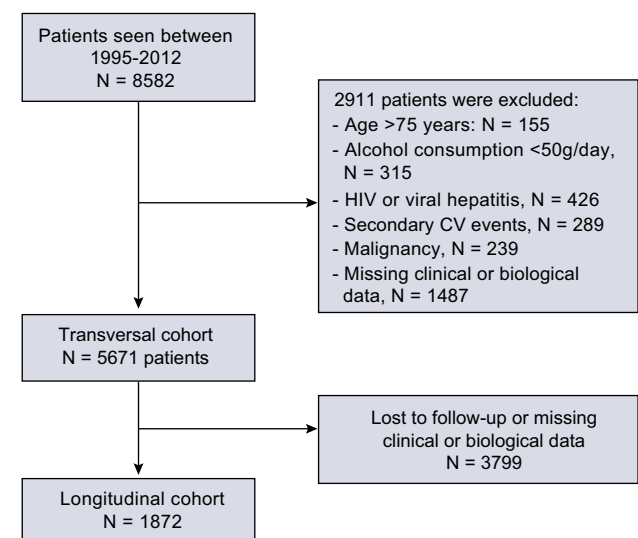 Patients seen between
1995-2012
N = 8582
2911 patients were excluded:
- Age >75 years: N = 155
- Alcohol consumption <50g/day,
N = 315
- HIV or viral hepatitis, N = 426
- Secondary CV events, N = 289
- Malignancy, N = 239
- Missing clinical or biological
data, N = 1487
Transversal cohort
N = 5671 patients
Lost to follow-up or missing
clinical or biological data
N = 3799
Longitudinal cohort
N = 1872